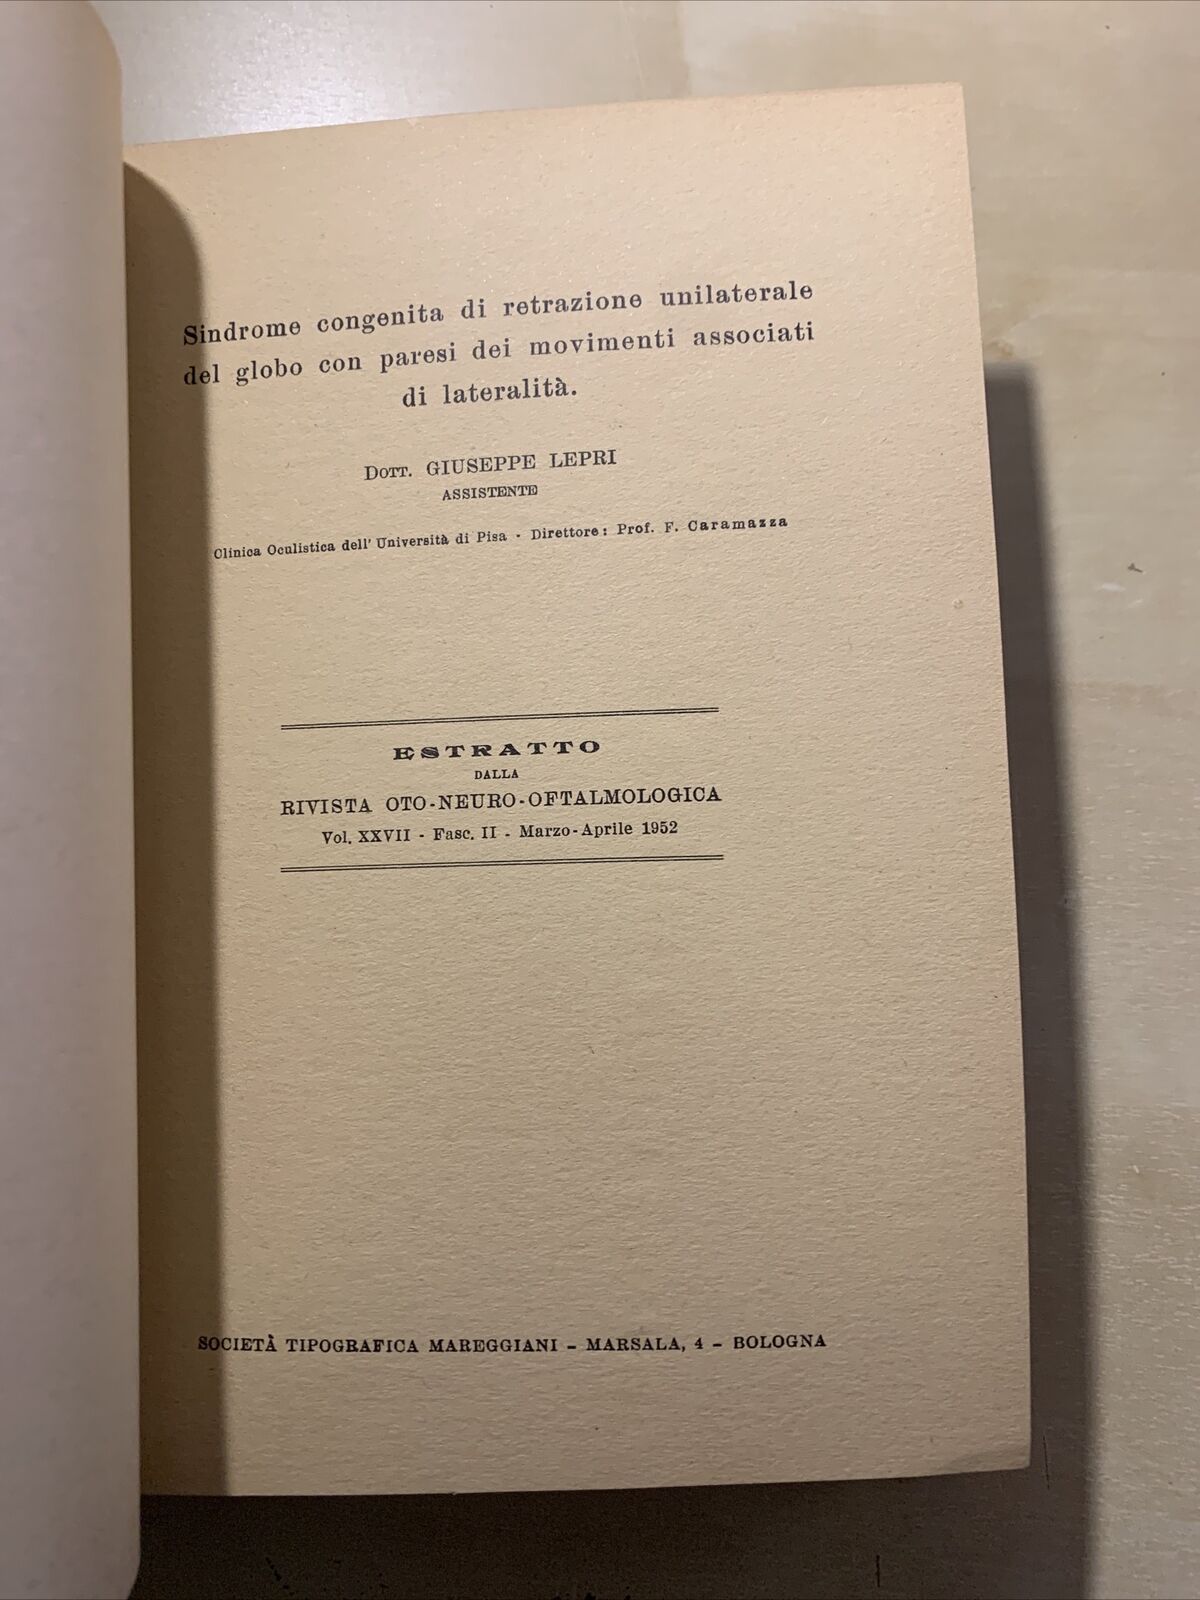 Sindrome congenita di retrazione unilaterale
del globo con paresi dei movimenti associati
di lateralità.
Dott. GIUSEPPE LEPRI
ASSISTENTE
Clinica Oculistica dell' Università di Pisa - Direttore: Prof. F. Caramazza
ESTRATTO
DALLA
RIVISTA OTO-NEURO-OFTALMOLOGICA
Vol. XXVII - Fasc. II - Marzo-Aprile 1952
SOCIETÀ TIPOGRAFICA MAREGGIANI - MARSALA, 4 - BOLOGNA